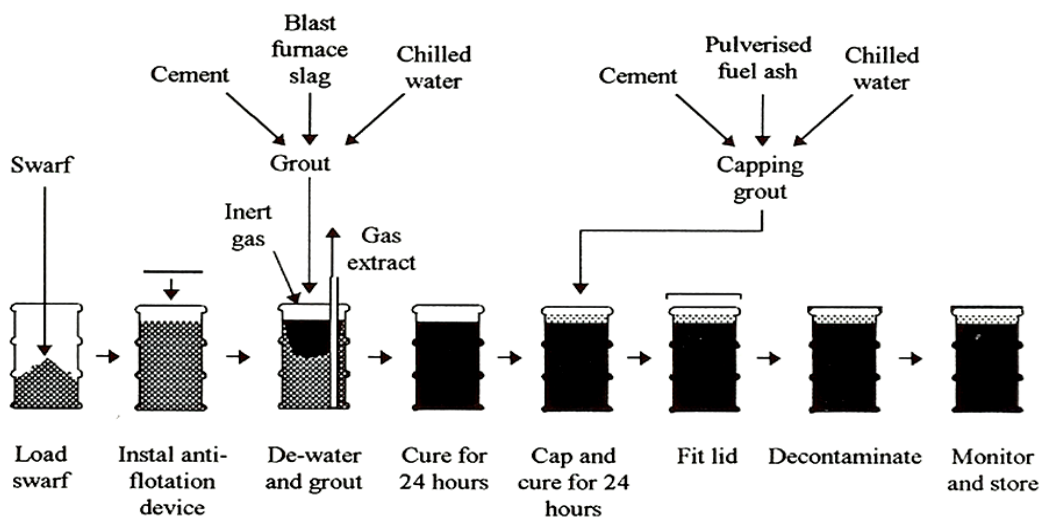 Blast
furnace
slag
Cement
Chilled
water
Pulverised
fuel ash
Cement
Chilled
water
Swarf
Grout
Capping
grout
Inert
gas
Gas
extract
Load
swarf
Instal anti-
flotation
device
De-water
and grout
Cure for
24 hours
Cap and
cure for 24
hours
Fit lid
Decontaminate
Monitor
and store